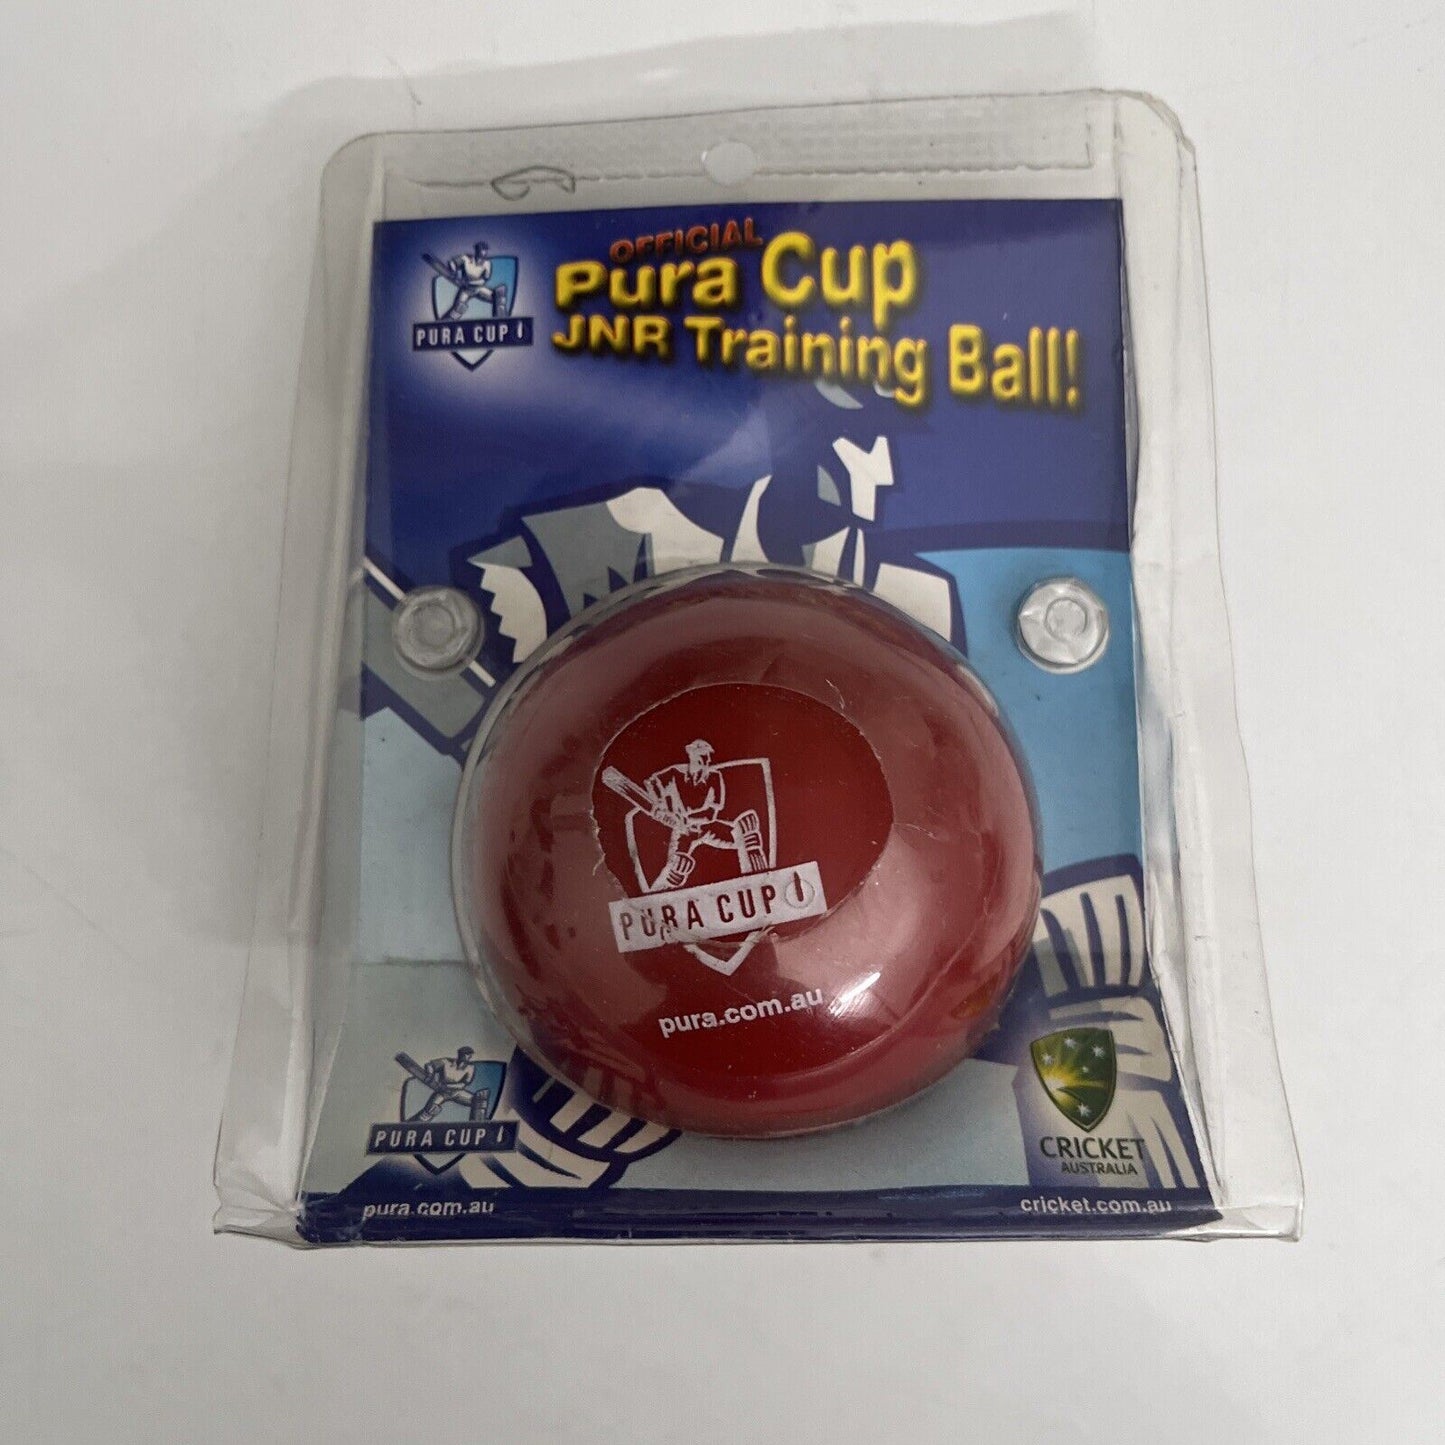 OFFICIAL
Pura Cup
JNR Training Ball!
PURA CUP
PURA CUP
pura.com.au
PURA CUP
pura.com.au
CRICKET
AUSTRALIA
cricket.com.au